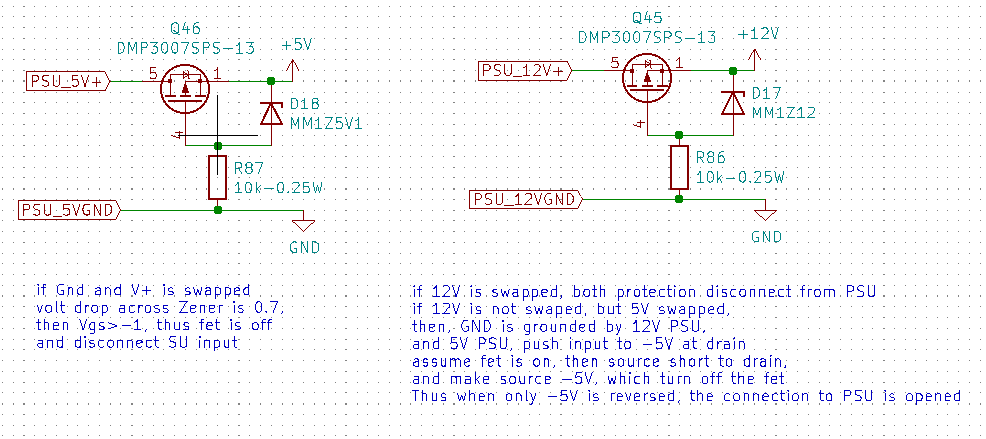 Q46
DMP3007SPS-13
+5V
PSU_5V+
5
1
D18
MM1Z5V1
4
R87
10k-0.25W
PSU_5VGND
GND
if Gnd and V+ is swapped
volt drop across Zener is 0.7,
then Vgs>-1, thus fet is off
and disconnect SU input
Q45
DMP3007SPS-13
+12V
PSU_12V+
5
1
D17
MM1Z12
4
R86
10k-0.25W
PSU_12VGND
GND
if 12V is swapped, both protection disconnect from PSU
if 12V is not swaped, but 5V swapped,
then, GND is grounded by 12V PSU,
and 5V PSU, push input to -5V at drain
assume fet is on, then source short to drain,
and make source -5V, which turn off the fet
Thus when only -5V is reversed, the connection to PSU is opened